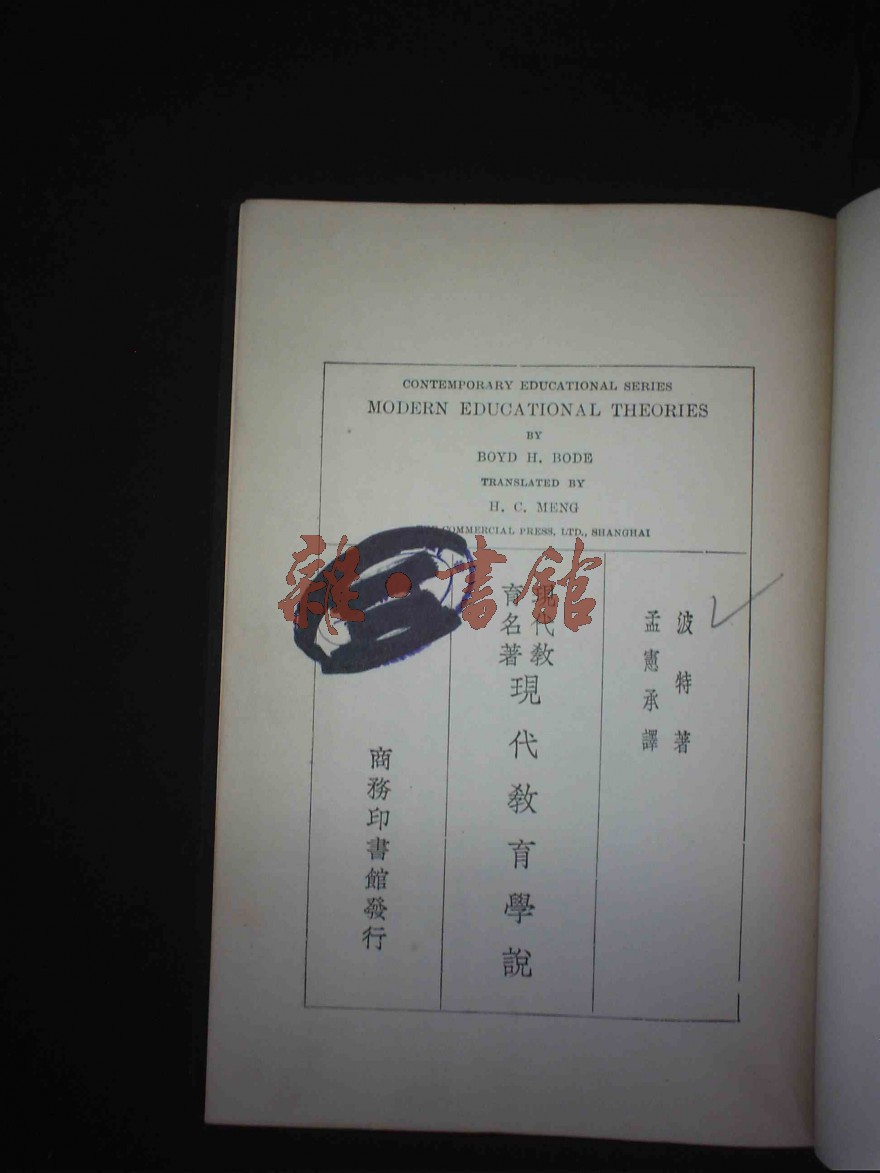 CONTEMPORARY EDUCATIONAL SERIES
MODERN EDUCATIONAL THEORIES
BY
BOYD H. BODE
TRANSLATED BY
H. C. MENG
COMMERCIAL PRESS, LTD., SHANGHAI
波特著
孟憲承譯
現代教
育名著
現代教育學說
商務印書館發行
雜·書館